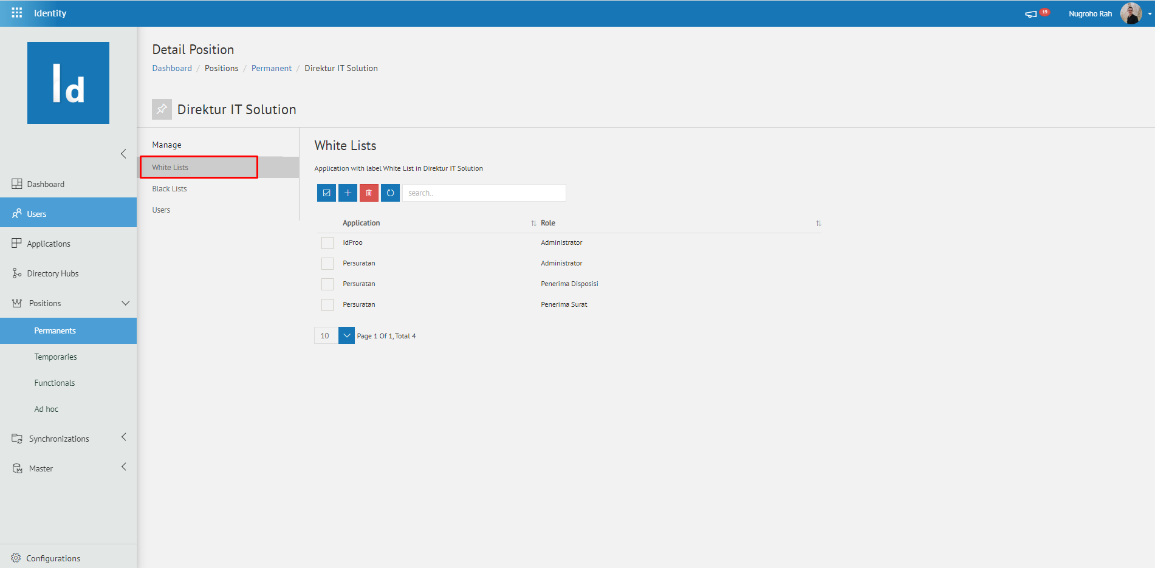 Identity
19
Nugroho Rah
Id
Dashboard
Users
Applications
Directory Hubs
Positions
Permanents
Temporaries
Functionals
Ad hoc
Synchronizations
Master
Configurations
Detail Position
Dashboard / Positions / Permanent / Direktur IT Solution
Direktur IT Solution
Manage
White Lists
Black Lists
Users
White Lists
Application with label White List in Direktur IT Solution
search..
Application Role
IdProo Administrator
Persuratan Administrator
Persuratan Penerima Disposisi
Persuratan Penerima Surat
10 Page 1 Of 1, Total 4